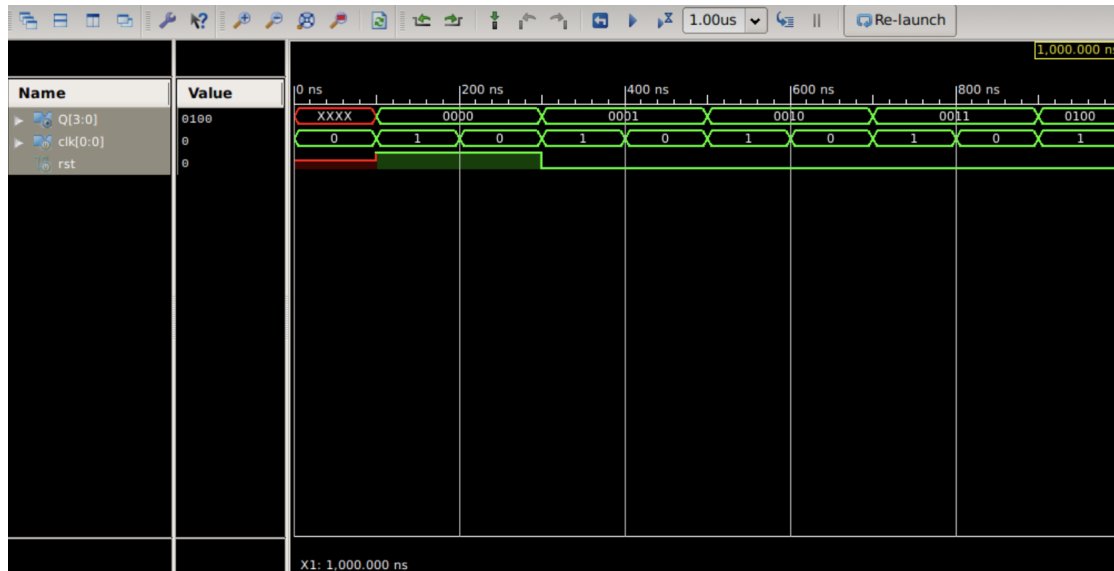 1.00us Re-launch
1,000.000 ns
Name Value
0 ns 200 ns 400 ns 600 ns 800 ns
Q[3:0] 0100 XXXX 0000 0001 0010 0011 0100
clk[0:0] 0 0 1 0 1 0 1 0 1 0 1
rst 0
X1: 1,000.000 ns